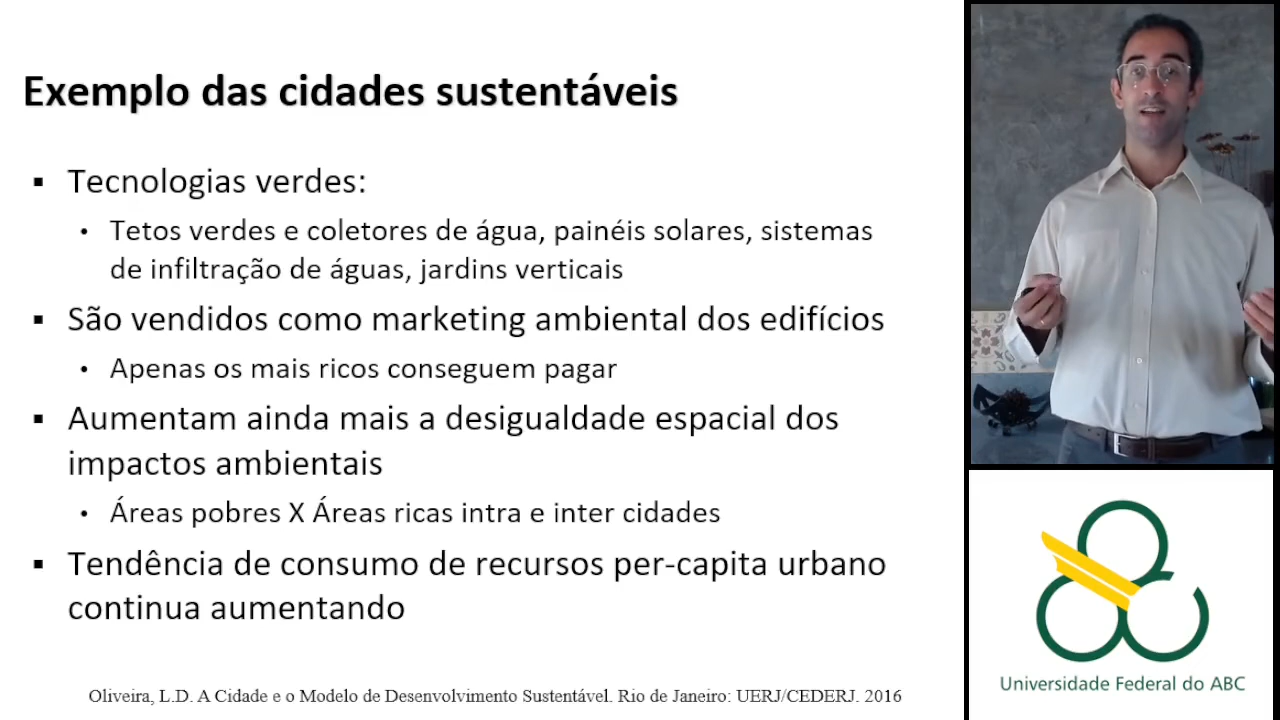 Exemplo das cidades sustentáveis
▪ Tecnologias verdes:
• Tetos verdes e coletores de água, painéis solares, sistemas
de infiltração de águas, jardins verticais
▪ São vendidos como marketing ambiental dos edifícios
• Apenas os mais ricos conseguem pagar
▪ Aumentam ainda mais a desigualdade espacial dos
impactos ambientais
• Áreas pobres X Áreas ricas intra e inter cidades
▪ Tendência de consumo de recursos per-capita urbano
continua aumentando
Oliveira, L.D. A Cidade e o Modelo de Desenvolvimento Sustentável. Rio de Janeiro: UERJ/CEDERJ. 2016
Universidade Federal do ABC